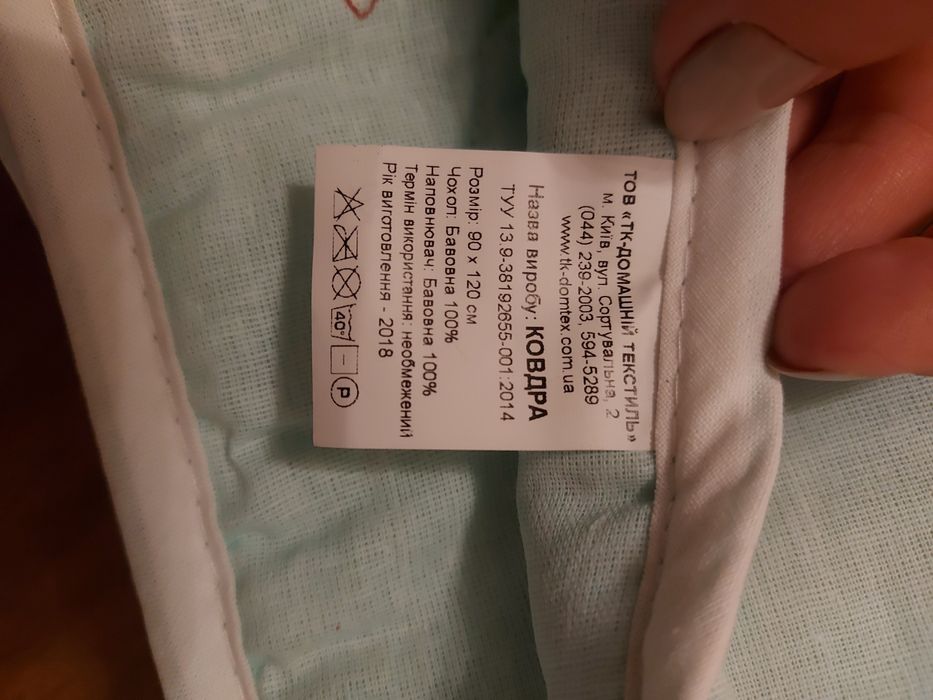 ТОВ «ТК-ДОМАШНІЙ ТЕКСТИЛЬ»
м. Київ, вул. Сортувальна, 2
(044) 239-2003, 594-5289
www.tk-domtex.com.ua
Назва виробу: КОВДРА
ТУУ 13.9-38192655-001:2014
Розмір: 90 х 120 см
Чохол: Бавовна 100%
Наповнювач: Бавовна 100%
Термін використання: необмежений
Рік виготовлення - 2018
40° P